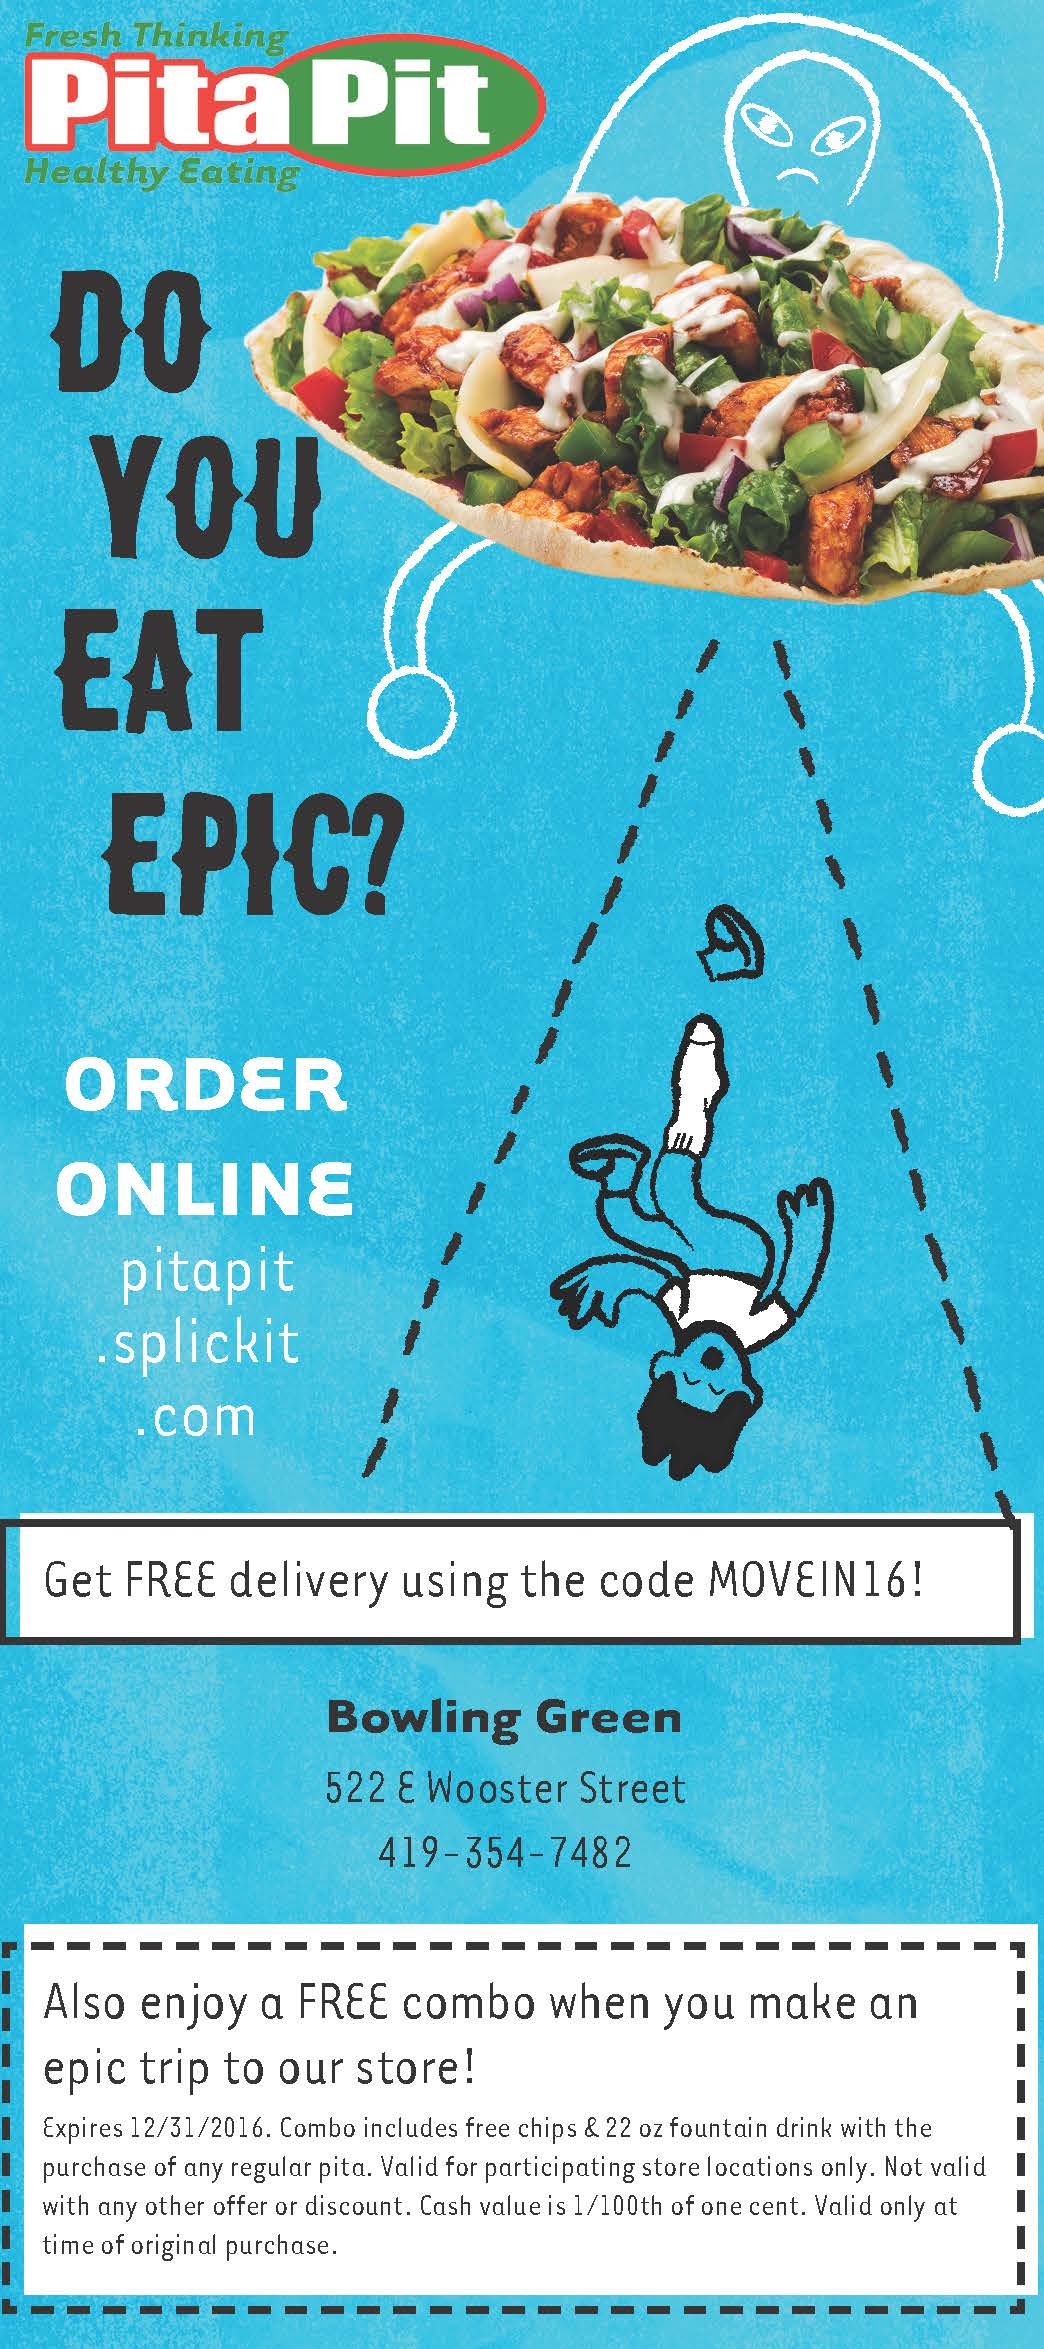 Fresh Thinking
Pita Pit
Healthy Eating
DO
YOU
EAT
EPIC?
ORDER
ONLINE
pitapit
.splickit
.com
Get FREE delivery using the code MOVEIN16!
Bowling Green
522 E Wooster Street
419-354-7482
Also enjoy a FREE combo when you make an
epic trip to our store!
Expires 12/31/2016. Combo includes free chips & 22 oz fountain drink with the
purchase of any regular pita. Valid for participating store locations only. Not valid
with any other offer or discount. Cash value is 1/100th of one cent. Valid only at
time of original purchase.